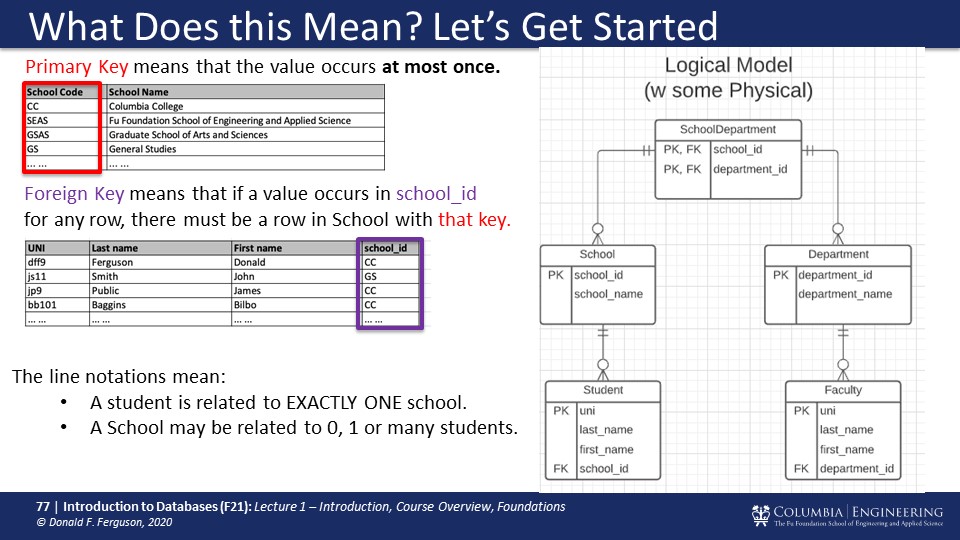 What Does this Mean? Let's Get Started
Primary Key means that the value occurs at most once.
School Code School Name
CC Columbia College
SEAS Fu Foundation School of Engineering and Applied Science
GSAS Graduate School of Arts and Sciences
GS General Studies
... ... ... ...
Foreign Key means that if a value occurs in school_id
for any row, there must be a row in School with that key.
UNI Last name First name school_id
dff9 Ferguson Donald CC
js11 Smith John GS
jp9 Public James CC
bb101 Baggins Bilbo CC
... ... ... ... ... ... ... ...
The line notations mean:
• A student is related to EXACTLY ONE school.
• A School may be related to 0, 1 or many students.
Logical Model
(w some Physical)
SchoolDepartment
PK, FK school_id
PK, FK department_id
School
PK school_id
school_name
Department
PK department_id
department_name
Student
PK uni
last_name
first_name
FK school_id
Faculty
PK uni
last_name
first_name
FK department_id
77 | Introduction to Databases (F21): Lecture 1 – Introduction, Course Overview, Foundations
© Donald F. Ferguson, 2020
COLUMBIA | ENGINEERING
The Fu Foundation School of Engineering and Applied Science